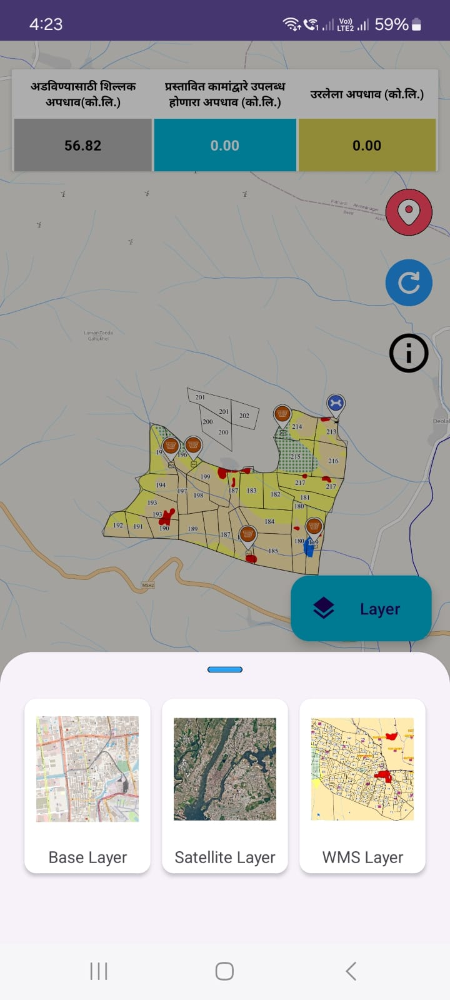 4:23
Vo))
LTE2
59%
अडविण्यासाठी शिल्लक
अपधाव(को.लि.)
प्रस्तावित कामांद्वारे उपलब्ध
होणारा अपधाव (को.लि.)
उरलेला अपधाव (को.लि.)
56.82
0.00
0.00
Pathardi
Ahmednagar
Beed
Laman Tanda
Gahukhel
201
201
202
200
200
214
213
215
216
196
199
217
217
194
197
198
187
183
182
181
180
193
193
184
192
191
190
189
187
185
180
MSH2
Layer
Base Layer
Satellite Layer
WMS Layer